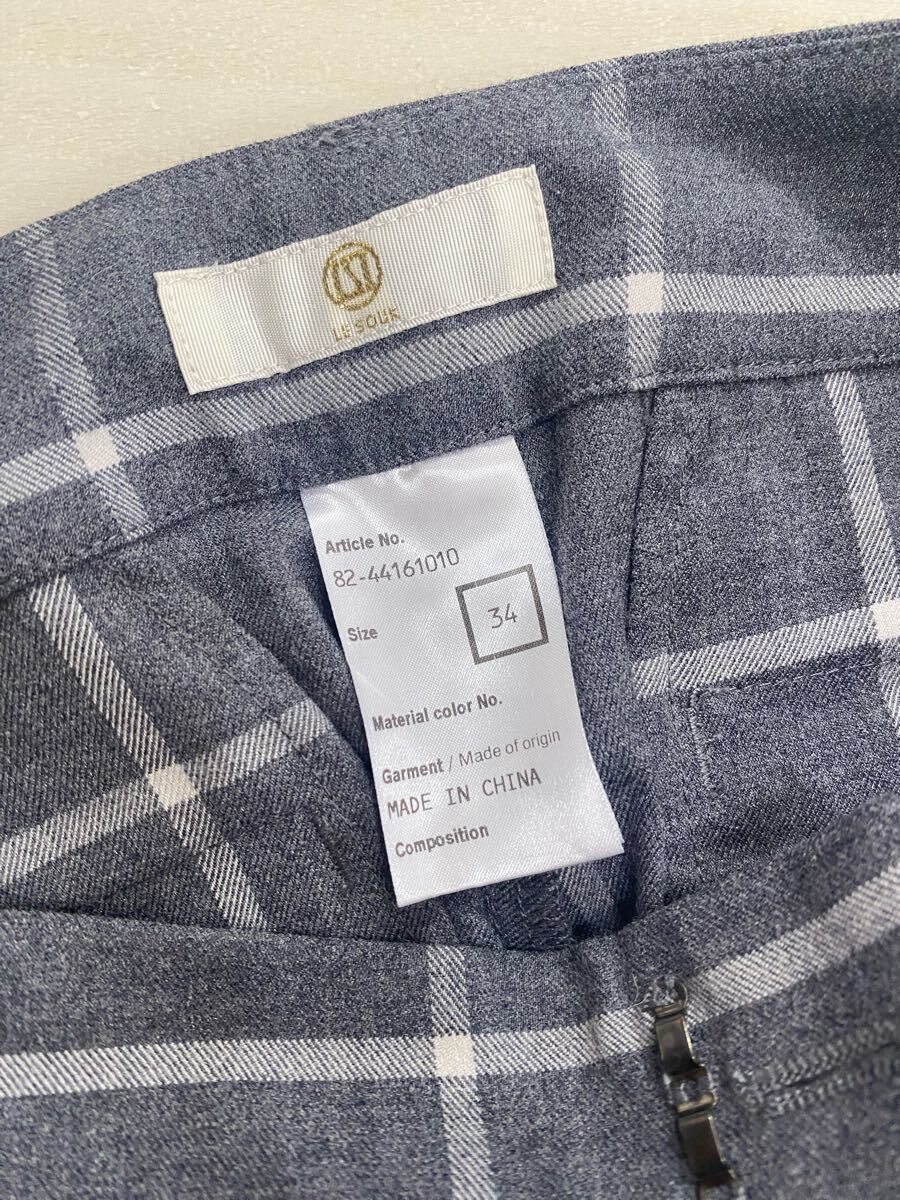 LSK
LE SOUK
Article No.
82-44161010
Size
34
Material color No.
Garment / Made of origin
MADE IN CHINA
Composition